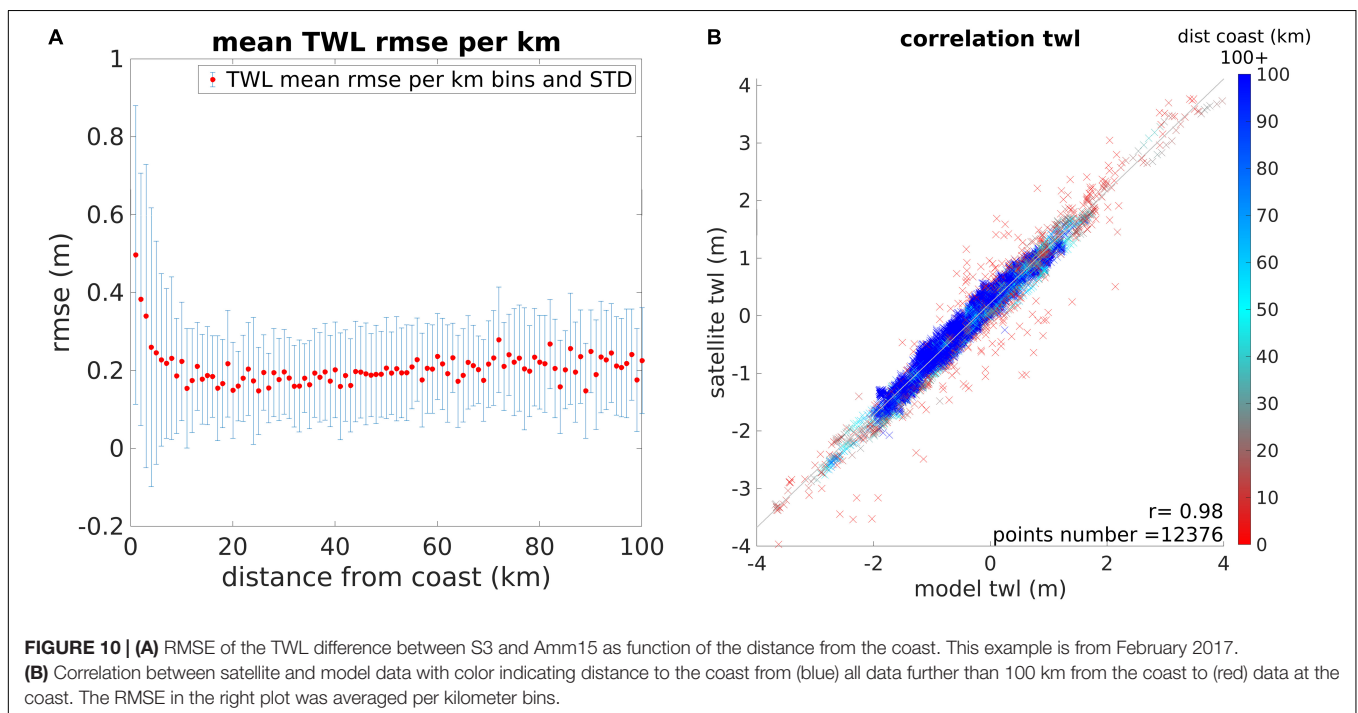 A
mean TWL rmse per km
TWL mean rmse per km bins and STD
1
0.8
0.6
0.4
0.2
0
-0.2
rmse (m)
0 20 40 60 80 100
distance from coast (km)
B
correlation twl
dist coast (km)
100+
4
3
2
1
0
-1
-2
-3
-4
satellite twl (m)
r= 0.98
points number =12376
-4 -2 0 2 4
model twl (m)
100
90
80
70
60
50
40
30
20
10
0
FIGURE 10 | (A) RMSE of the TWL difference between S3 and Amm15 as function of the distance from the coast. This example is from February 2017.
(B) Correlation between satellite and model data with color indicating distance to the coast from (blue) all data further than 100 km from the coast to (red) data at the
coast. The RMSE in the right plot was averaged per kilometer bins.